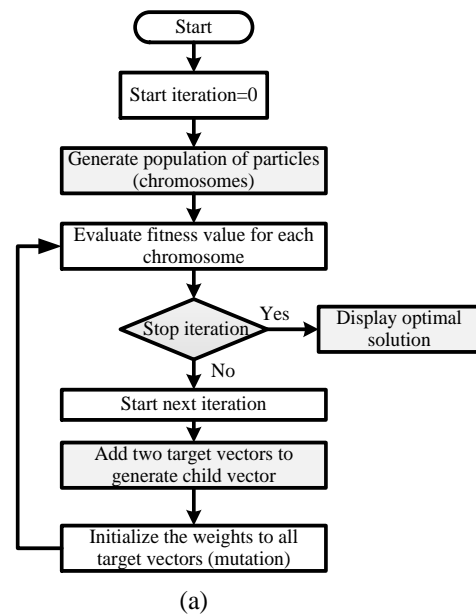 Start
Start iteration=0
Generate population of particles
(chromosomes)
Evaluate fitness value for each
chromosome
Stop iteration
Yes
Display optimal
solution
No
Start next iteration
Add two target vectors to
generate child vector
Initialize the weights to all
target vectors (mutation)
(a)